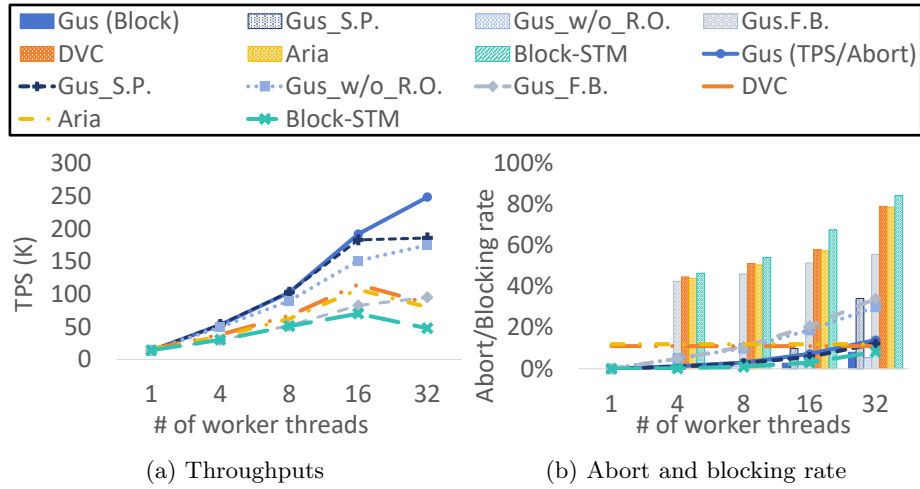 Gus (Block) Gus_S.P. Gus_w/o_R.O. Gus.F.B.
DVC Aria Block-STM Gus (TPS/Abort)
Gus_S.P. Gus_w/o_R.O. Gus_F.B. DVC
Aria Block-STM
300
250
200
150
100
50
0
TPS (K)
1 4 8 16 32
# of worker threads
(a) Throughputs
100%
80%
60%
40%
20%
0%
Abort/Blocking rate
1 4 8 16 32
# of worker threads
(b) Abort and blocking rate